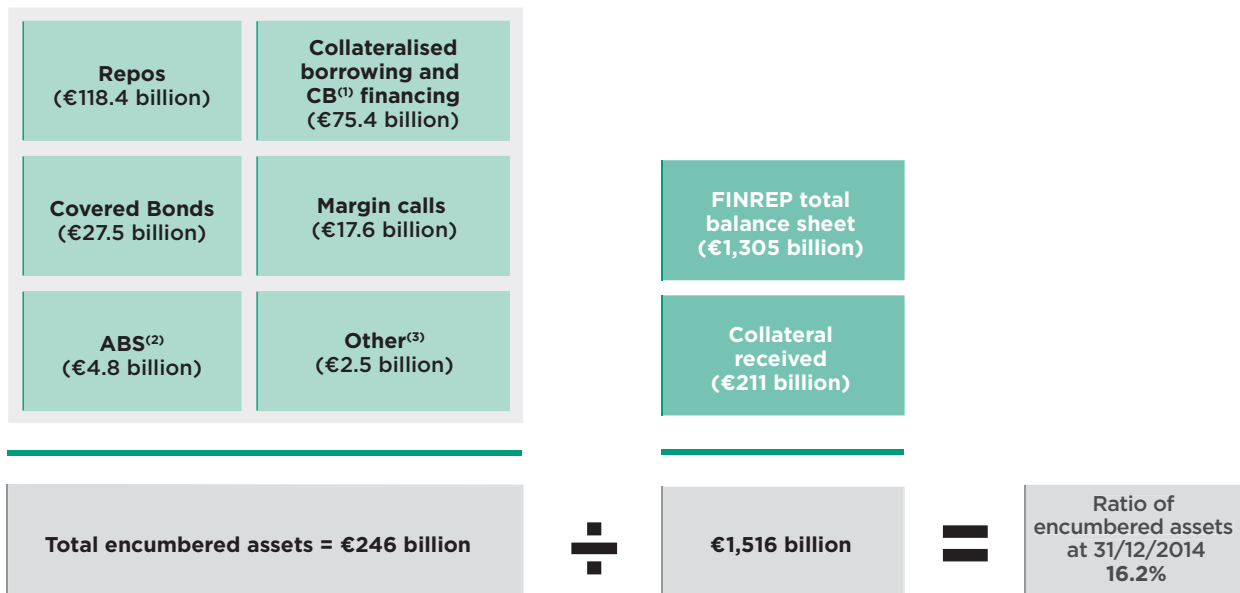 Repos
(€118.4 billion)
Collateralised
borrowing and
CB(1) financing
(€75.4 billion)
Covered Bonds
(€27.5 billion)
Margin calls
(€17.6 billion)
ABS(2)
(€4.8 billion)
Other(3)
(€2.5 billion)
FINREP total
balance sheet
(€1,305 billion)
Collateral
received
(€211 billion)
Total encumbered assets = €246 billion
÷
€1,516 billion
=
Ratio of
encumbered assets
at 31/12/2014
16.2%